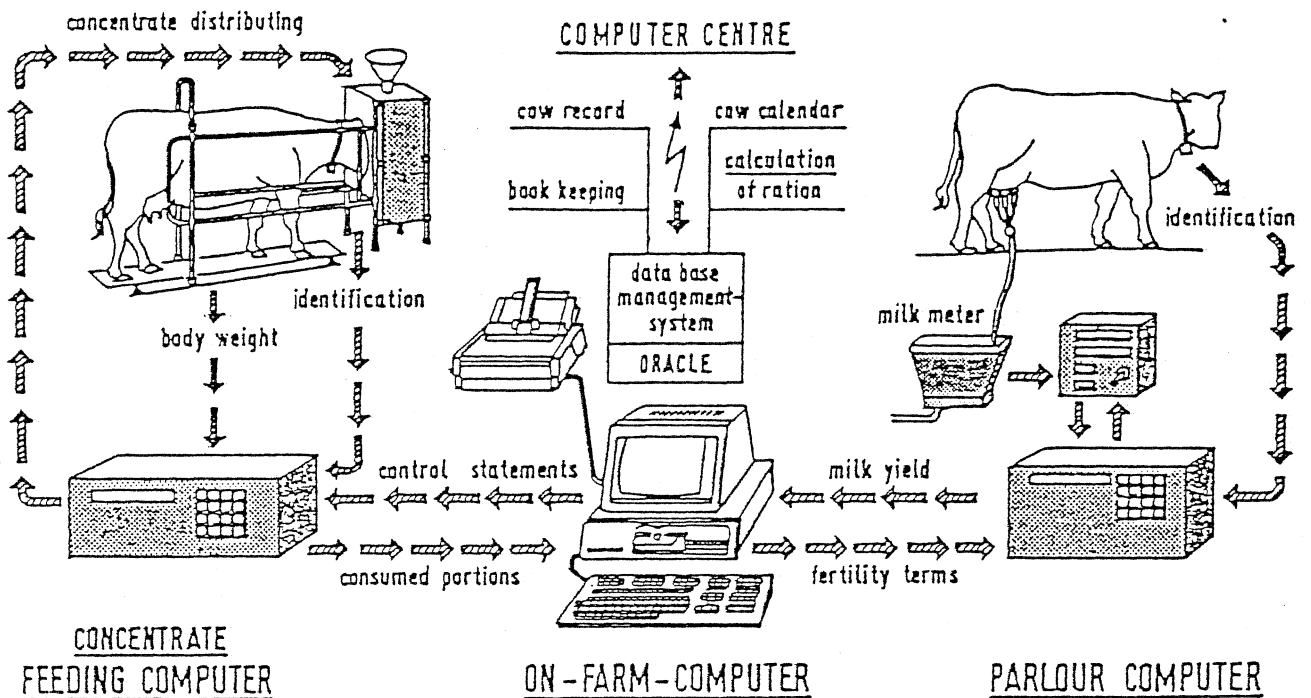 concentrate distributing
COMPUTER CENTRE
cow record
cow calendar
book keeping
calculation
of ration
identification
data base
management-
system
ORACLE
identification
body weight
milk meter
control statements
milk yield
consumed portions
fertility terms
CONCENTRATE
FEEDING COMPUTER
ON-FARM-COMPUTER
PARLOUR COMPUTER